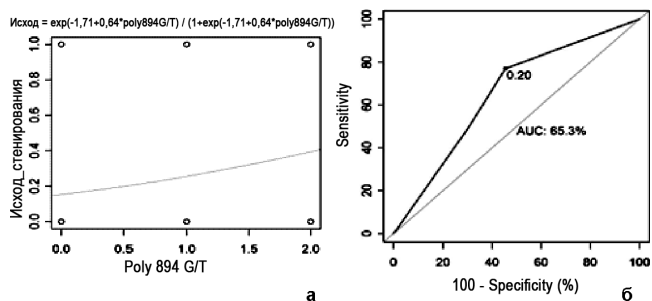 Исход = exp(-1,71+0,64*poly894G/T) / (1+exp(-1,71+0,64*poly894G/T))
Исход_стенирования
1.0
0.8
0.6
0.4
0.2
0.0
0.0 0.5 1.0 1.5 2.0
Poly 894 G/T
а
Sensitivity
100
80
60
40
20
0
0.20
AUC: 65.3%
0 20 40 60 80 100
100 - Specificity (%)
б